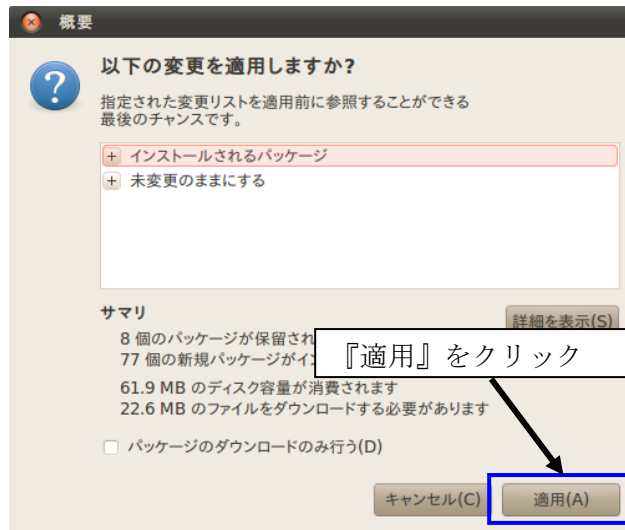 概要
以下の変更を適用しますか?
指定された変更リストを適用前に参照することができる
最後のチャンスです。
+ インストールされるパッケージ
+ 未変更のままにする
サマリ
詳細を表示(S)
8 個のパッケージが保留され
77 個の新規パッケージがイ
『適用』をクリック
61.9 MB のディスク容量が消費されます
22.6 MB のファイルをダウンロードする必要があります
パッケージのダウンロードのみ行う(D)
キャンセル(C)
適用(A)